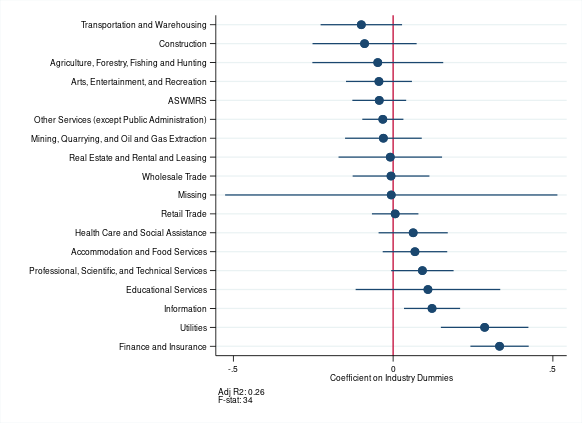 Transportation and Warehousing
Construction
Agriculture, Forestry, Fishing and Hunting
Arts, Entertainment, and Recreation
ASWMRS
Other Services (except Public Administration)
Mining, Quarrying, and Oil and Gas Extraction
Real Estate and Rental and Leasing
Wholesale Trade
Missing
Retail Trade
Health Care and Social Assistance
Accommodation and Food Services
Professional, Scientific, and Technical Services
Educational Services
Information
Utilities
Finance and Insurance
-.5 0 .5
Coefficient on Industry Dummies
Adj R2: 0.26
F-stat: 34